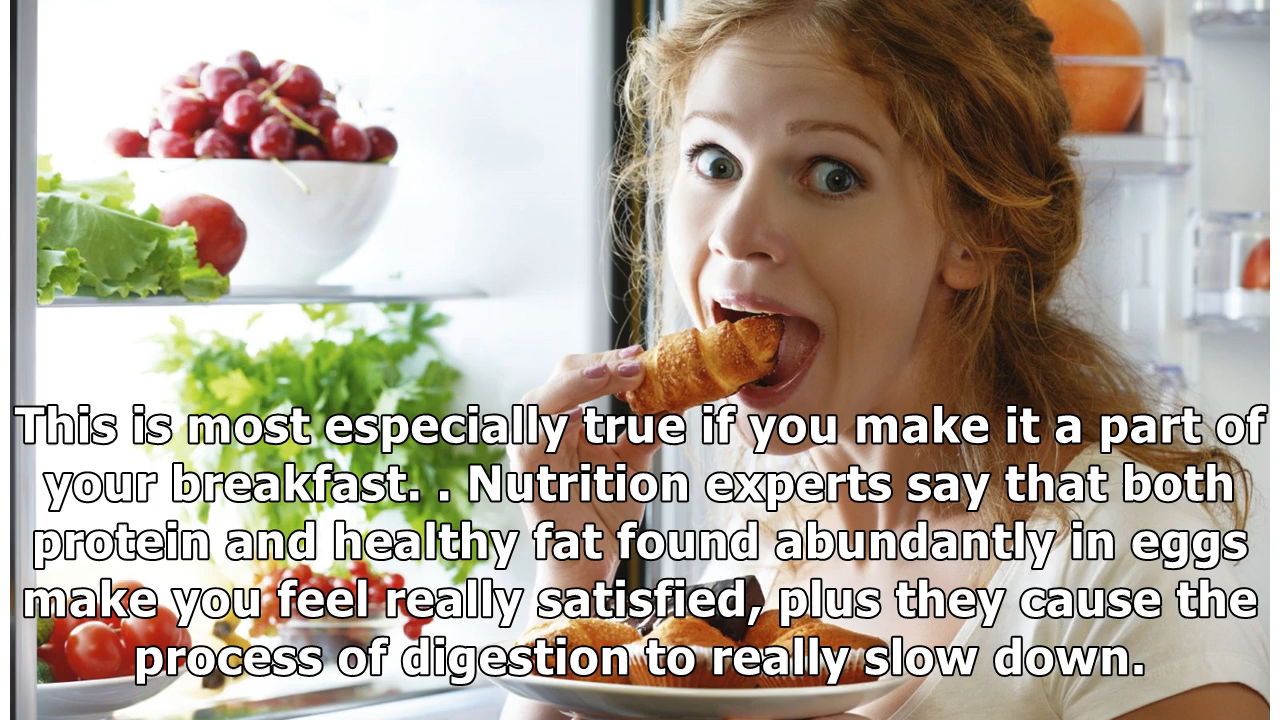 This is most especially true if you make it a part of
your breakfast. . Nutrition experts say that both
protein and healthy fat found abundantly in eggs
make you feel really satisfied, plus they cause the
process of digestion to really slow down.